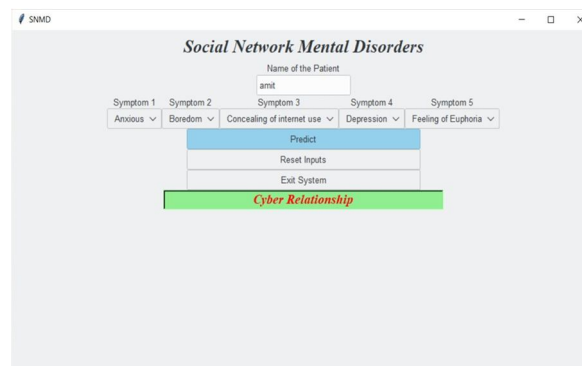 SNMD
Social Network Mental Disorders
Name of the Patient
amit
Symptom 1 Symptom 2 Symptom 3 Symptom 4 Symptom 5
Anxious Boredom Concealing of internet use Depression Feeling of Euphoria
Predict
Reset Inputs
Exit System
Cyber Relationship